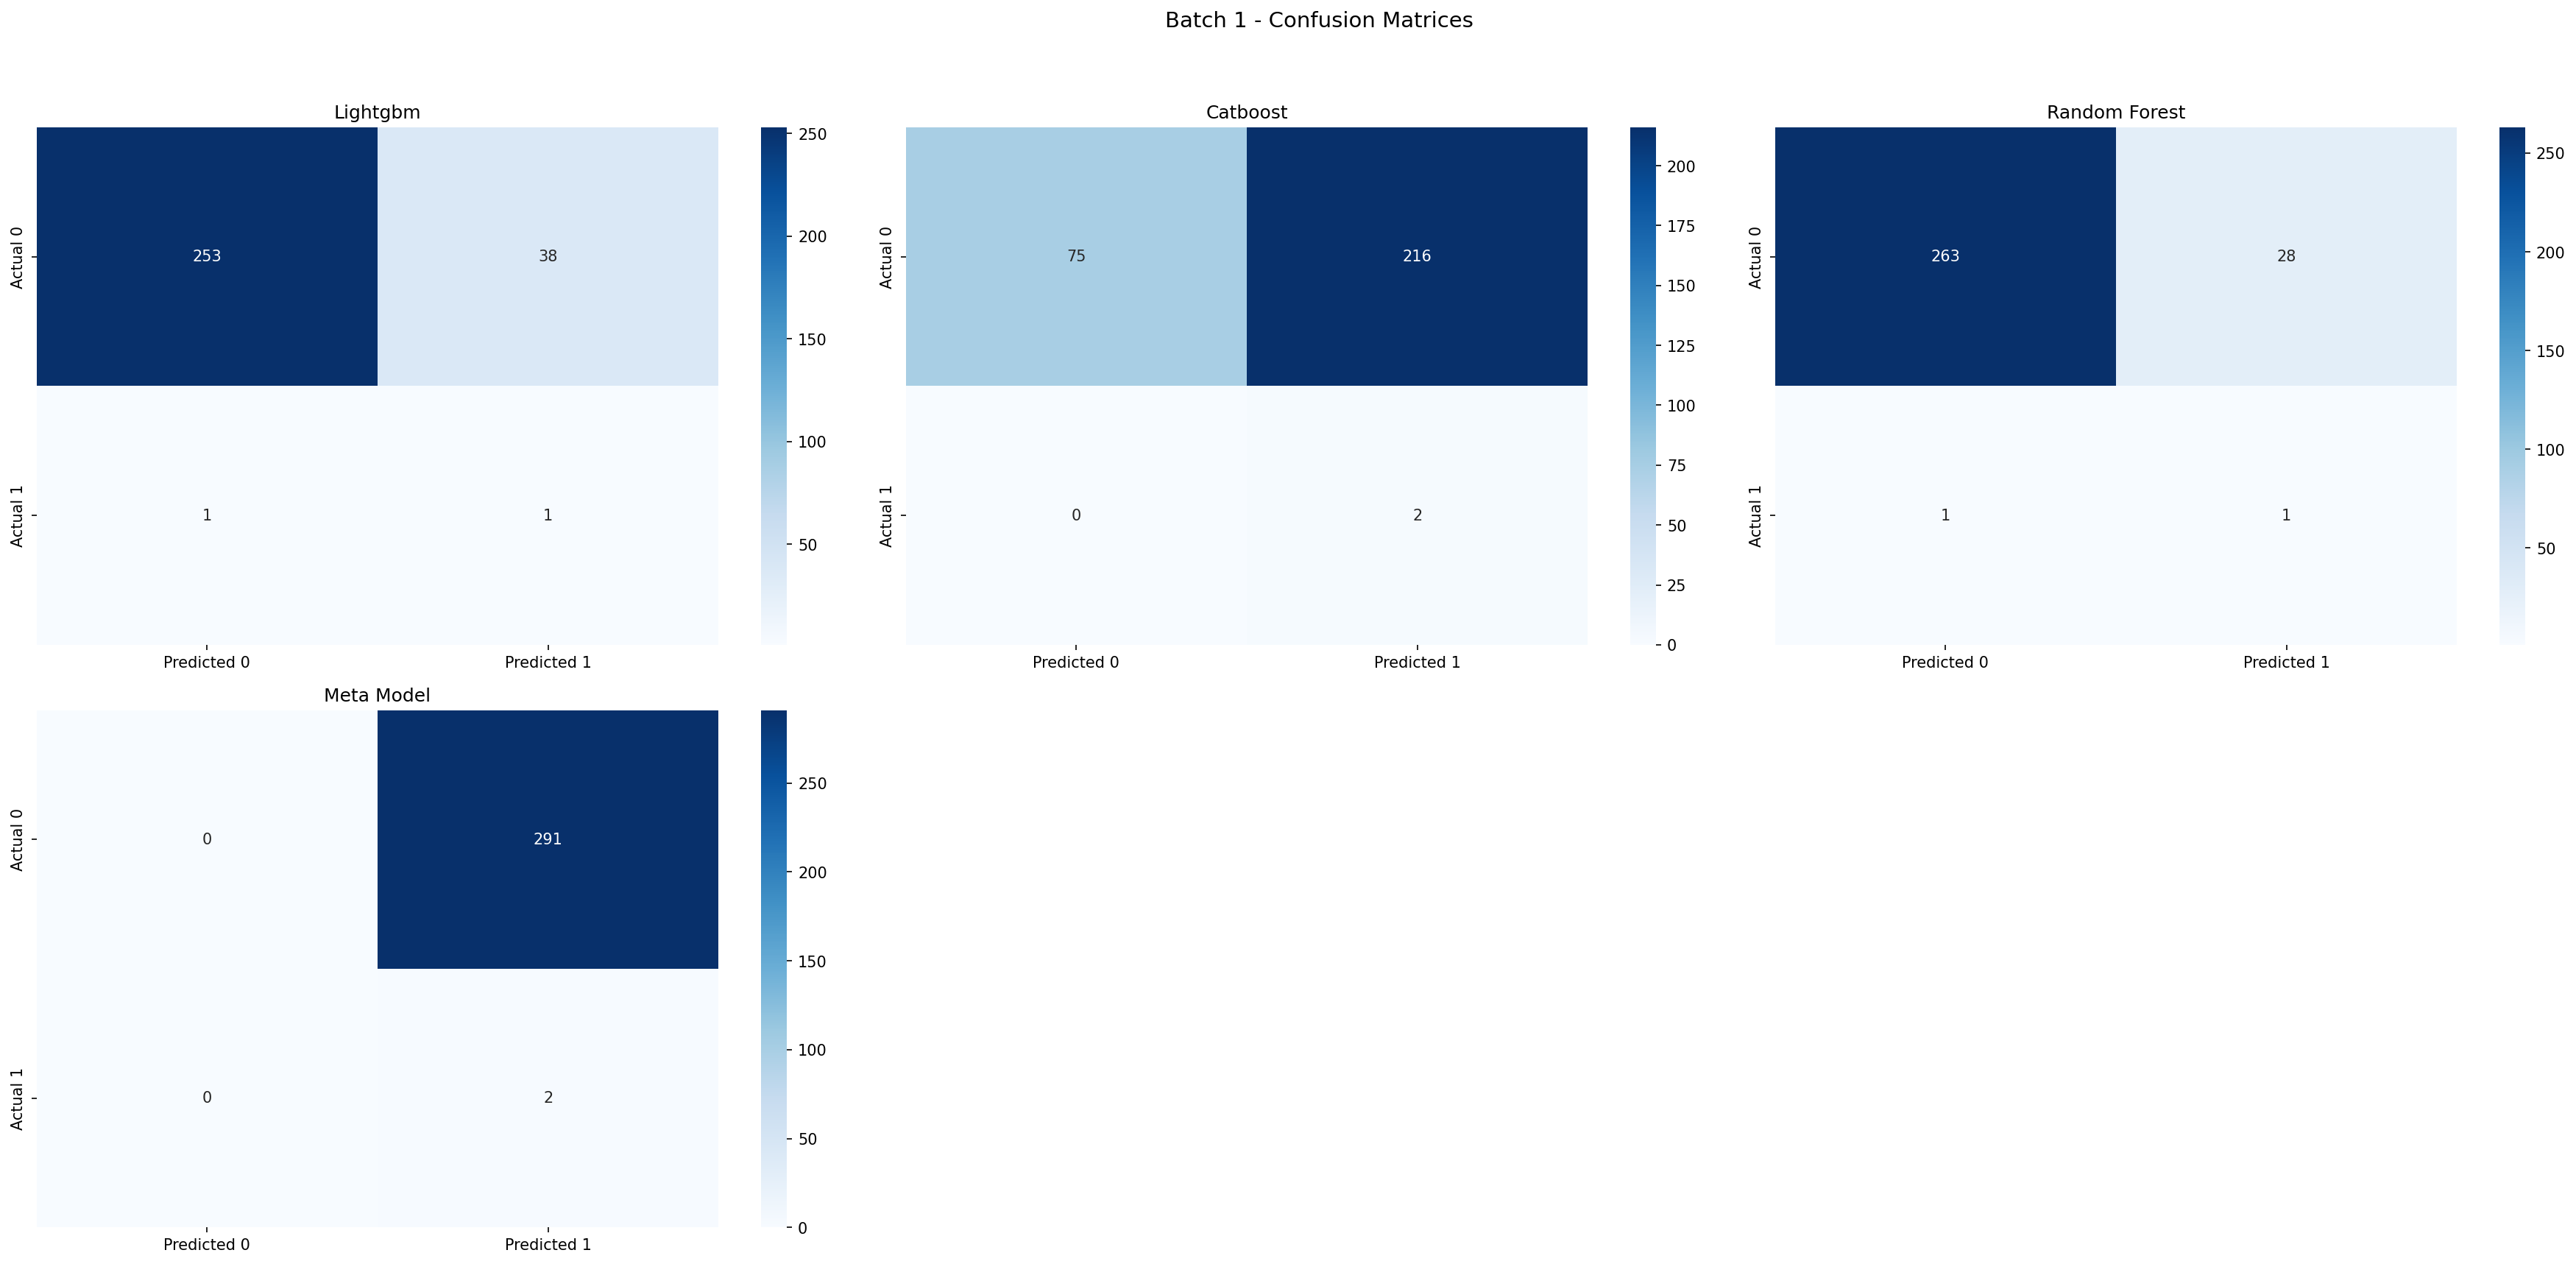 Batch 1 - Confusion Matrices
Lightgbm
Actual 0
Actual 1
253
38
1
1
Predicted 0
Predicted 1
250
200
150
100
50
Catboost
Actual 0
Actual 1
75
216
0
2
Predicted 0
Predicted 1
200
175
150
125
100
75
50
25
0
Random Forest
Actual 0
Actual 1
263
28
1
1
Predicted 0
Predicted 1
250
200
150
100
50
Meta Model
Actual 0
Actual 1
0
291
0
2
Predicted 0
Predicted 1
250
200
150
100
50
0